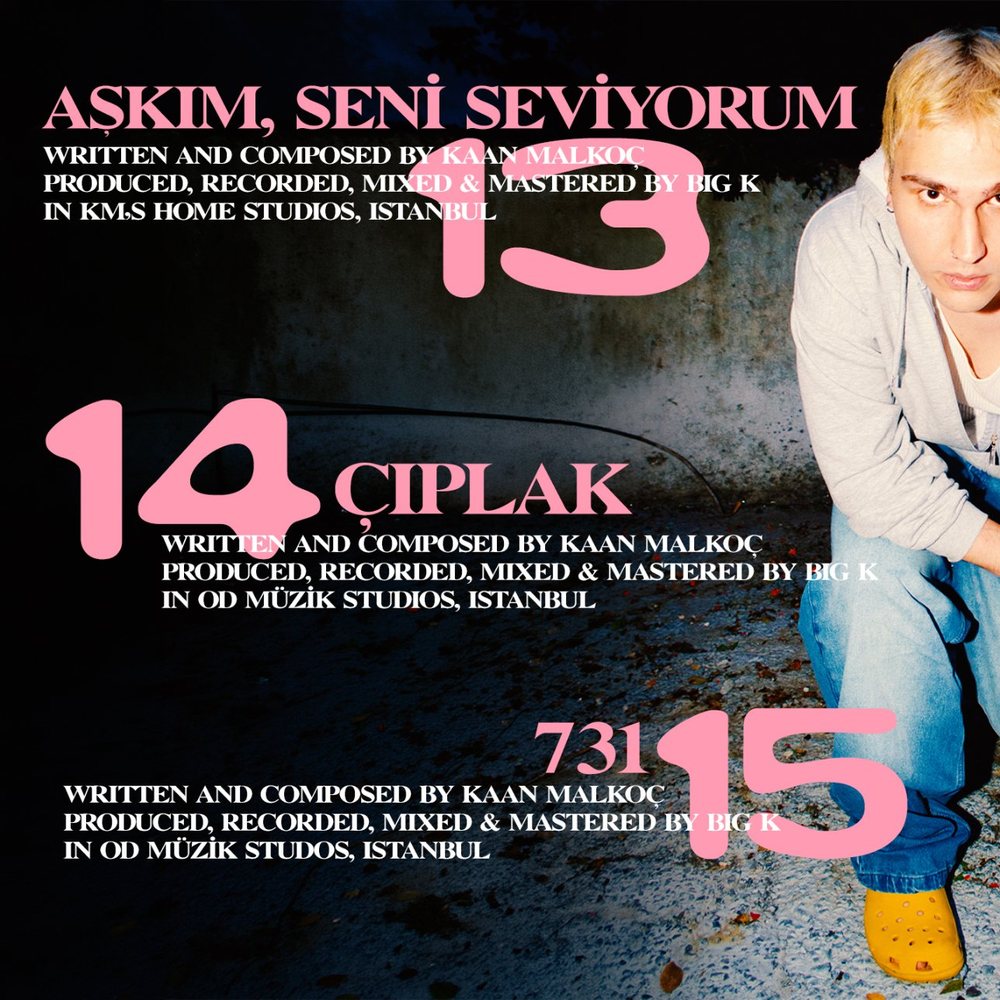 AŞKIM, SENİ SEVİYORUM
13
WRITTEN AND COMPOSED BY KAAN MALKOÇ
PRODUCED, RECORDED, MIXED & MASTERED BY BIG K
IN KM,S HOME STUDIOS, ISTANBUL
14
ÇIPLAK
WRITTEN AND COMPOSED BY KAAN MALKOÇ
PRODUCED, RECORDED, MIXED & MASTERED BY BIG K
IN OD MÜZİK STUDIOS, ISTANBUL
731
15
WRITTEN AND COMPOSED BY KAAN MALKOÇ
PRODUCED, RECORDED, MIXED & MASTERED BY BIG K
IN OD MÜZİK STUDOS, ISTANBUL